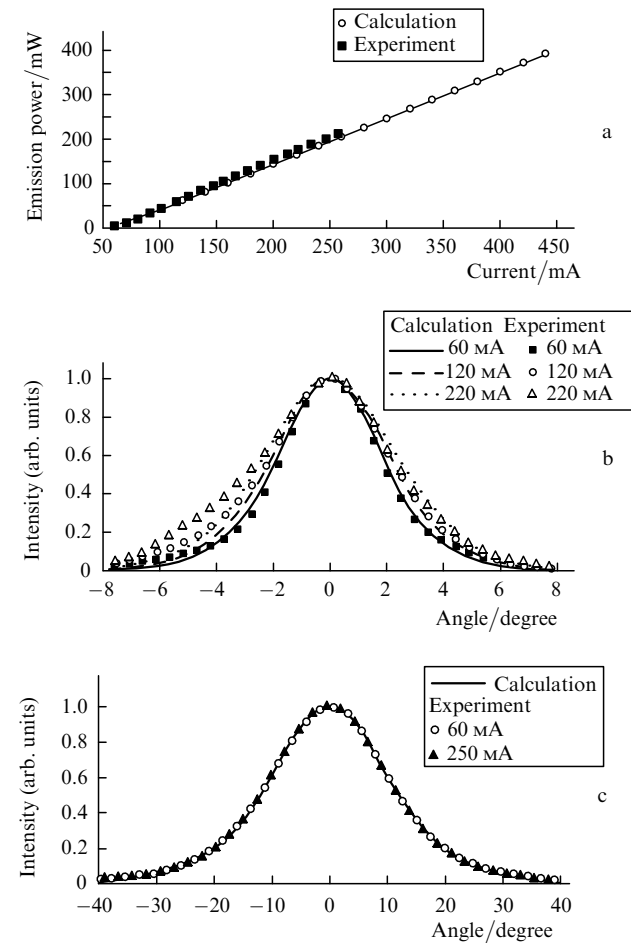 Calculation
Experiment
Emission power/mW
400
300
200
100
0
50 100 150 200 250 300 350 400 450
Current/mA
a
Calculation Experiment
60 мА 60 мА
120 мА 120 мА
220 мА 220 мА
Intensity (arb. units)
1.0
0.8
0.6
0.4
0.2
0
−8 −6 −4 −2 0 2 4 6 8
Angle/degree
b
Calculation
Experiment
60 мА
250 мА
Intensity (arb. units)
1.0
0.8
0.6
0.4
0.2
0
−40 −30 −20 −10 0 10 20 30 40
Angle/degree
c